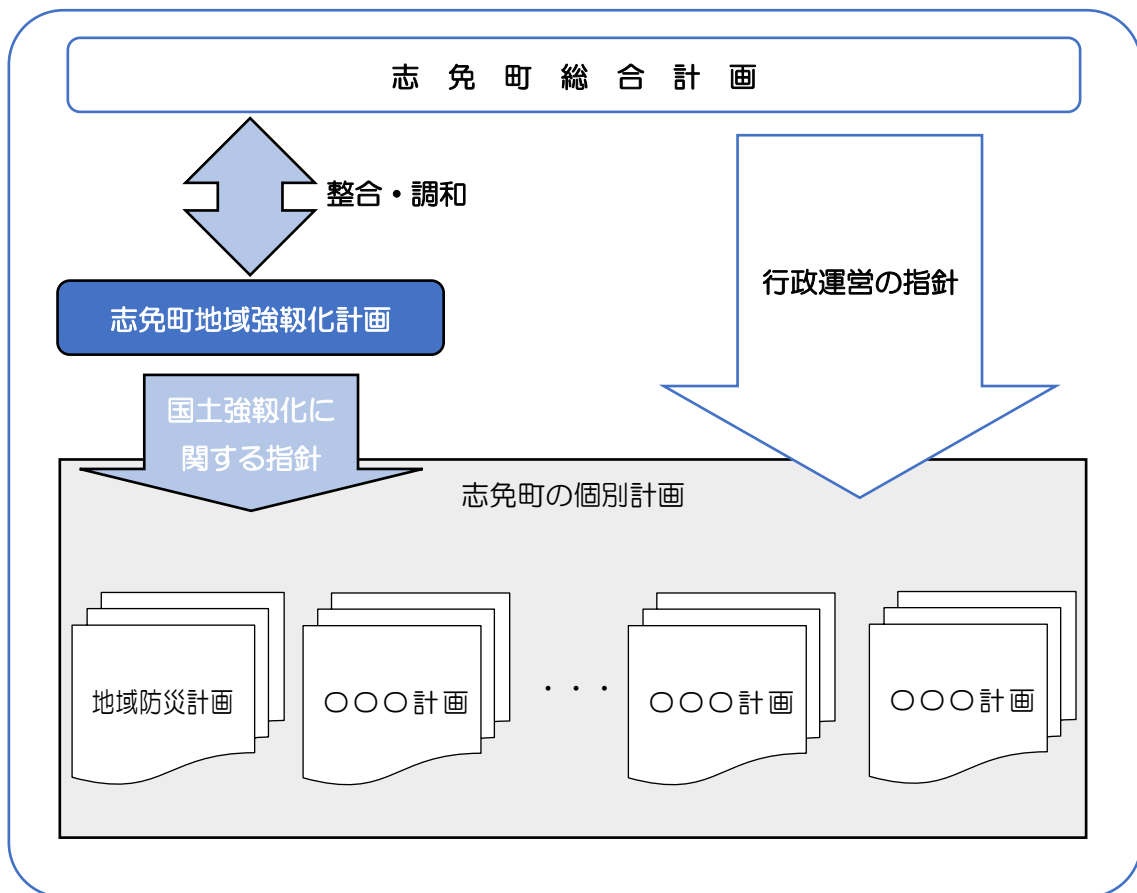 志免町総合計画
整合・調和
行政運営の指針
志免町地域強靱化計画
国土強靱化に
関する指針
志免町の個別計画
地域防災計画
〇〇〇計画
・・・
〇〇〇計画
〇〇〇計画